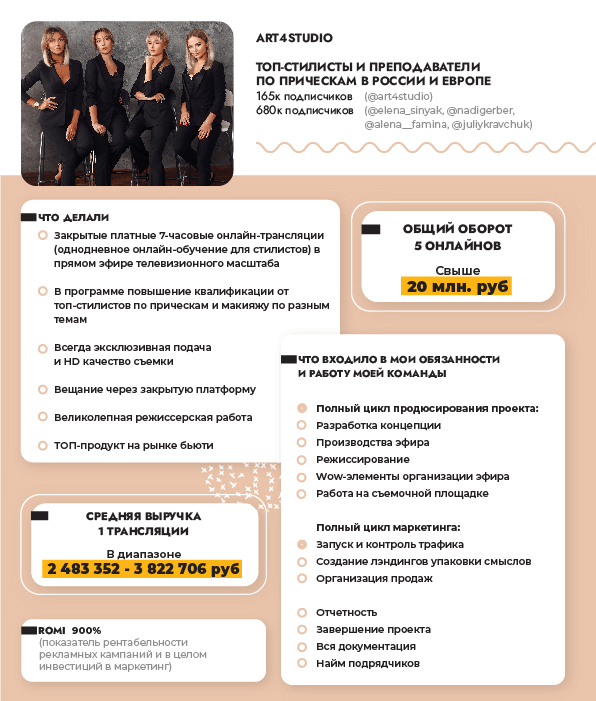 ART4STUDIO
ТОП-СТИЛИСТЫ И ПРЕПОДАВАТЕЛИ
ПО ПРИЧЕСКАМ В РОССИИ И ЕВРОПЕ
165к подписчиков (@art4studio)
680к подписчиков (@elena_sinyak, @nadigerber,
@alena__famina, @juliykravchuk)
ЧТО ДЕЛАЛИ
Закрытые платные 7-часовые онлайн-трансляции
(однодневное онлайн-обучение для стилистов) в
прямом эфире телевизионного масштаба
В программе повышение квалификации от
топ-стилистов по прическам и макияжу по разным
темам
Всегда эксклюзивная подача
и HD качество съемки
Вещание через закрытую платформу
Великолепная режиссерская работа
ТОП-продукт на рынке бьюти
ОБЩИЙ ОБОРОТ
5 ОНЛАЙНОВ
Свыше
20 млн. руб
ЧТО ВХОДИЛО В МОИ ОБЯЗАННОСТИ
И РАБОТУ МОЕЙ КОМАНДЫ
Полный цикл продюсирования проекта:
Разработка концепции
Производства эфира
Режиссирование
Wow-элементы организации эфира
Работа на съемочной площадке
Полный цикл маркетинга:
Запуск и контроль трафика
Создание лэндингов упаковки смыслов
Организация продаж
Отчетность
Завершение проекта
Вся документация
Найм подрядчиков
СРЕДНЯЯ ВЫРУЧКА
1 ТРАНСЛЯЦИИ
В диапазоне
2 483 352 - 3 822 706 руб
ROMI 900%
(показатель рентабельности
рекламных кампаний и в целом
инвестиций в маркетинг)